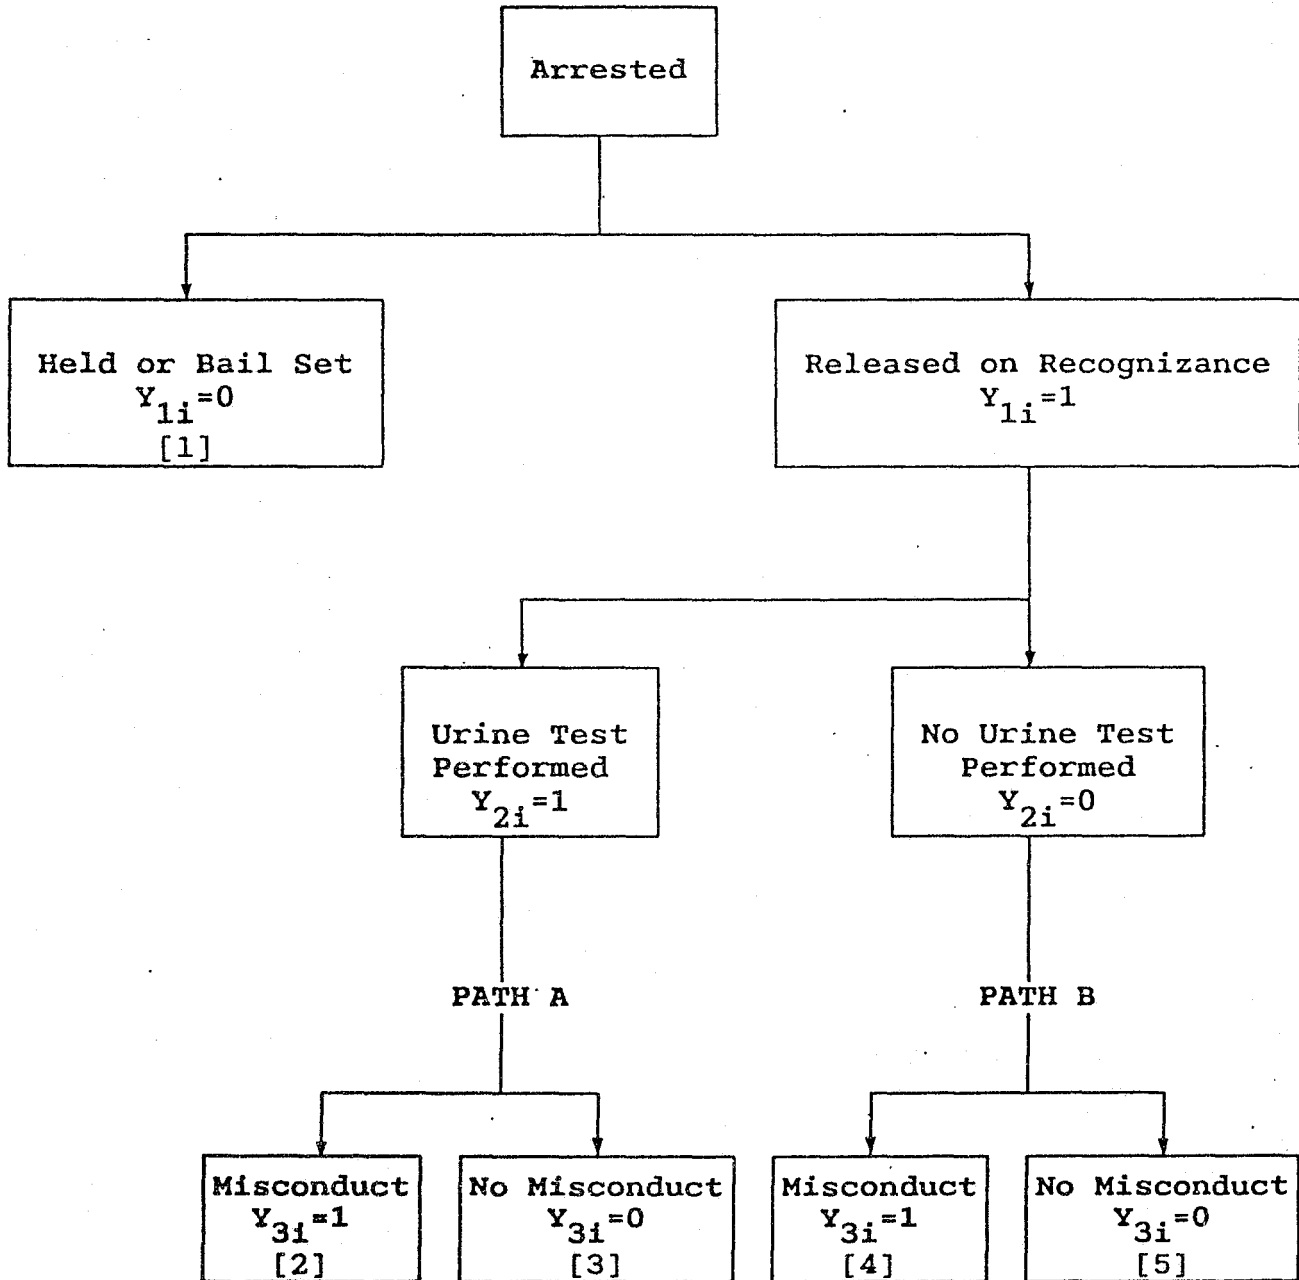 Arrested
Held or Bail Set
Y1i=0
[1]
Released on Recognizance
Y1i=1
Urine Test
Performed
Y2i=1
No Urine Test
Performed
Y2i=0
PATH A
PATH B
Misconduct
Y3i=1
[2]
No Misconduct
Y3i=0
[3]
Misconduct
Y3i=1
[4]
No Misconduct
Y3i=0
[5]